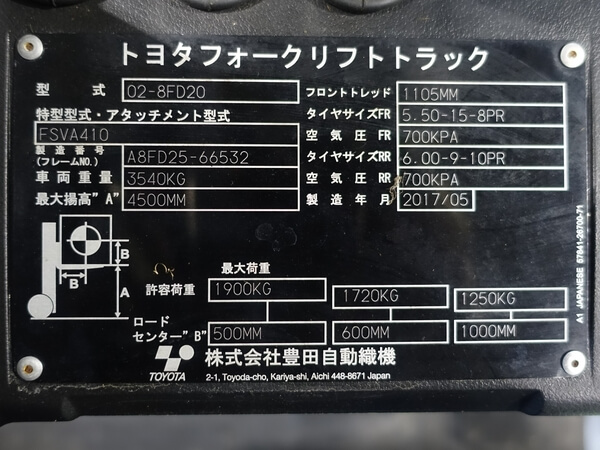 トヨタフォークリフトトラック
型 式 02-8FD20
特型型式・アタッチメント型式
FSVA410
製造番号
(フレームNO.) A8FD25-66532
車両重量 3540KG
最大揚高"A" 4500MM
フロントトレッド 1105MM
タイヤサイズFR 5.50-15-8PR
空気圧FR 700KPA
タイヤサイズRR 6.00-9-10PR
空気圧RR 700KPA
製造年月 2017/05
B
B
A
最大荷重
許容荷重 1900KG 1720KG 1250KG
ロード
センター"B" 500MM 600MM 1000MM
TOYOTA
株式会社豊田自動織機
2-1, Toyoda-cho, Kariya-shi, Aichi 448-8671 Japan
A1 JAPANESE 57841-26700-71